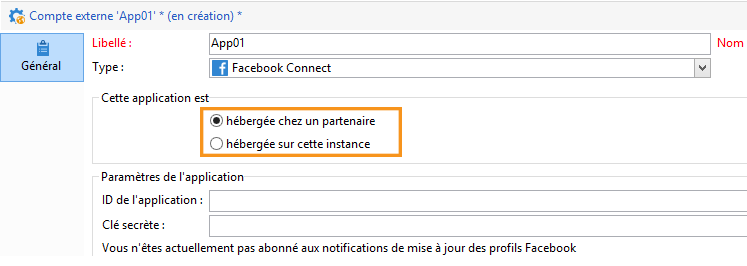 Compte externe 'App01' * (en création) *
Général
Libellé : App01 Nom
Type : Facebook Connect
Cette application est
hébergée chez un partenaire
hébergée sur cette instance
Paramètres de l'application
ID de l'application :
Clé secrète :
Vous n'êtes actuellement pas abonné aux notifications de mise à jour des profils Facebook